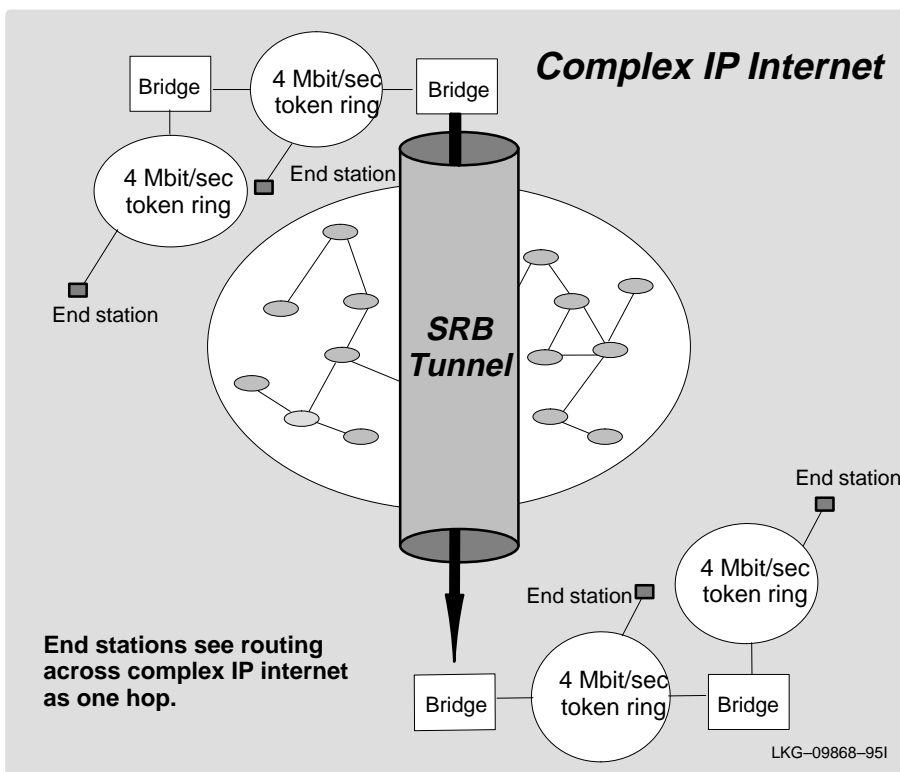 Complex IP Internet
Bridge
4 Mbit/sec
token ring
Bridge
4 Mbit/sec
token ring
End station
End station
SRB
Tunnel
End station
4 Mbit/sec
token ring
End station
End stations see routing
across complex IP internet
as one hop.
Bridge
4 Mbit/sec
token ring
Bridge
LKG–09868–95I